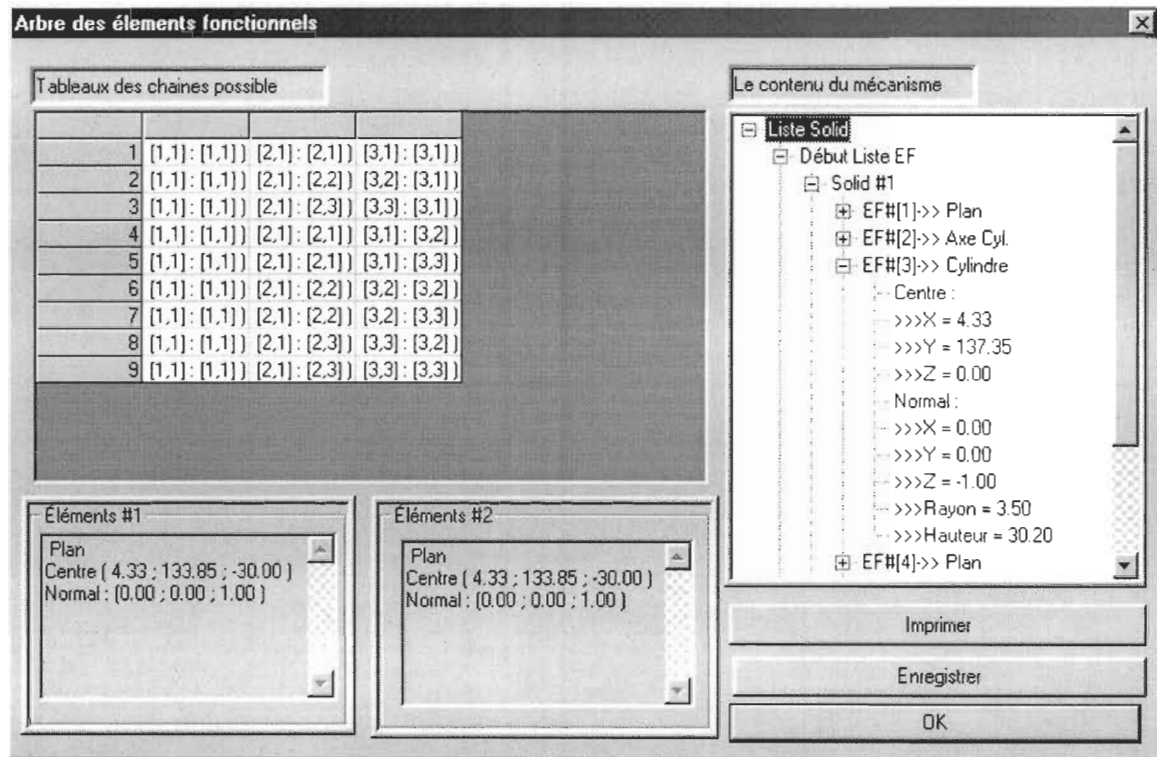 Arbre des élements fonctionnels
Tableaux des chaines possible
1 [1,1] : [1,1] ) [2,1] : [2,1] ) [3,1] : [3,1] )
2 [1,1] : [1,1] ) [2,1] : [2,2] ) [3,2] : [3,1] )
3 [1,1] : [1,1] ) [2,1] : [2,3] ) [3,3] : [3,1] )
4 [1,1] : [1,1] ) [2,1] : [2,1] ) [3,1] : [3,2] )
5 [1,1] : [1,1] ) [2,1] : [2,1] ) [3,1] : [3,3] )
6 [1,1] : [1,1] ) [2,1] : [2,2] ) [3,2] : [3,2] )
7 [1,1] : [1,1] ) [2,1] : [2,2] ) [3,2] : [3,3] )
8 [1,1] : [1,1] ) [2,1] : [2,3] ) [3,3] : [3,2] )
9 [1,1] : [1,1] ) [2,1] : [2,3] ) [3,3] : [3,3] )
Éléments #1
Plan
Centre ( 4.33 ; 133.85 ; -30.00 )
Normal : (0.00 ; 0.00 ; 1.00 )
Éléments #2
Plan
Centre ( 4.33 ; 133.85 ; -30.00 )
Normal : (0.00 ; 0.00 ; 1.00 )
Le contenu du mécanisme
Liste Solid
Début Liste EF
Solid #1
EF#[1]->> Plan
EF#[2]->> Axe Cyl.
EF#[3]->> Cylindre
Centre :
>>>X = 4.33
>>>Y = 137.35
>>>Z = 0.00
Normal :
>>>X = 0.00
>>>Y = 0.00
>>>Z = -1.00
>>>Rayon = 3.50
>>>Hauteur = 30.20
EF#[4]->> Plan
Imprimer
Enregistrer
OK